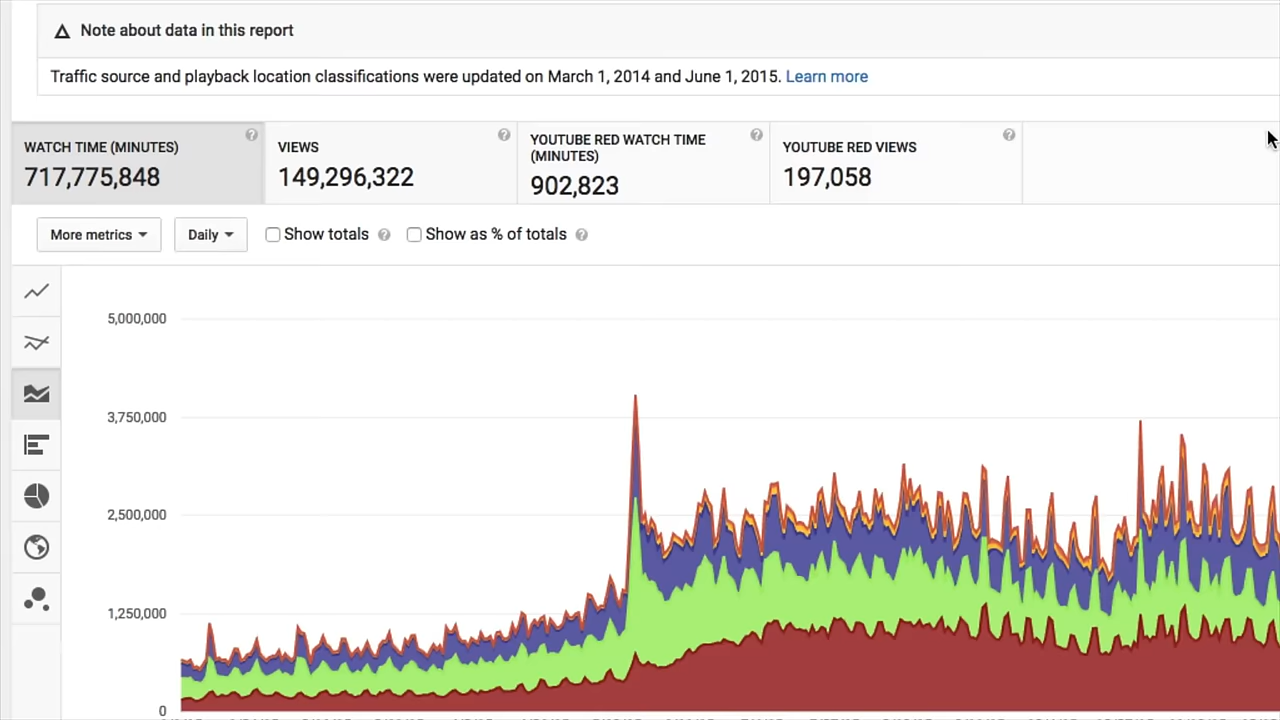 Note about data in this report
Traffic source and playback location classifications were updated on March 1, 2014 and June 1, 2015. Learn more
WATCH TIME (MINUTES)
717,775,848
VIEWS
149,296,322
YOUTUBE RED WATCH TIME
(MINUTES)
902,823
YOUTUBE RED VIEWS
197,058
More metrics
Daily
Show totals
Show as % of totals
5,000,000
3,750,000
2,500,000
1,250,000
0